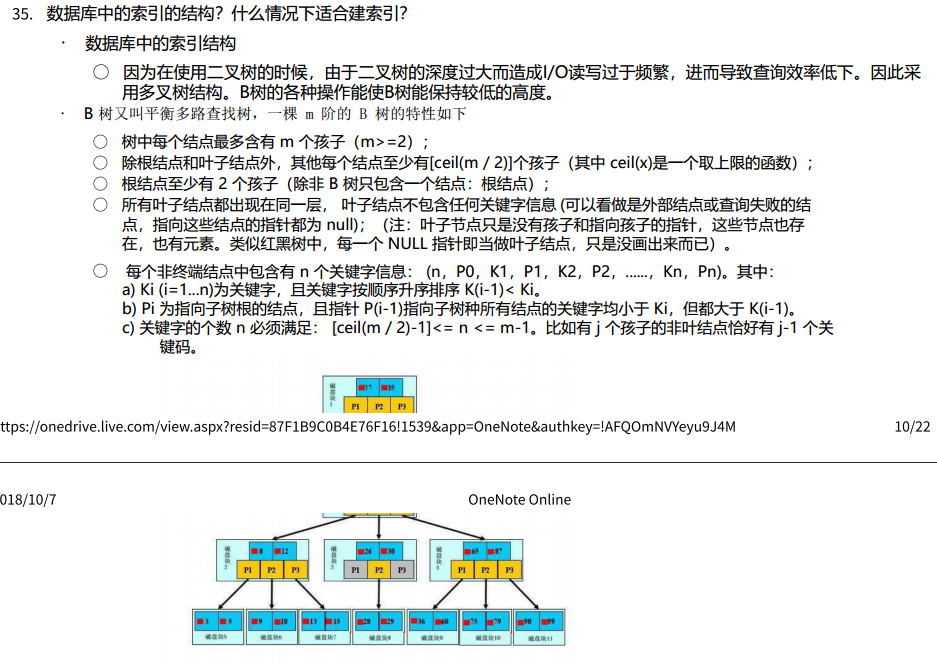 35. 数据库中的索引的结构？什么情况下适合建索引？
· 数据库中的索引结构
○ 因为在使用二叉树的时候，由于二叉树的深度过大而造成I/O读写过于频繁，进而导致查询效率低下。因此采
用多叉树结构。B树的各种操作能使B树能保持较低的高度。
· B 树又叫平衡多路查找树，一棵 m 阶的 B 树的特性如下
○ 树中每个结点最多含有 m 个孩子（m>=2）;
○ 除根结点和叶子结点外，其他每个结点至少有[ceil(m / 2)]个孩子（其中 ceil(x)是一个取上限的函数）;
○ 根结点至少有 2 个孩子（除非 B 树只包含一个结点：根结点）;
○ 所有叶子结点都出现在同一层， 叶子结点不包含任何关键字信息 (可以看做是外部结点或查询失败的结
点，指向这些结点的指针都为 null)； （注：叶子节点只是没有孩子和指向孩子的指针，这些节点也存
在，也有元素。类似红黑树中，每一个 NULL 指针即当做叶子结点，只是没画出来而已）。
○ 每个非终端结点中包含有 n 个关键字信息：（n，P0，K1，P1，K2，P2，......，Kn，Pn)。其中：
a) Ki (i=1...n)为关键字，且关键字按顺序升序排序 K(i-1)< Ki。
b) Pi 为指向子树根的结点，且指针 P(i-1)指向子树种所有结点的关键字均小于 Ki，但都大于 K(i-1)。
c) 关键字的个数 n 必须满足： [ceil(m / 2)-1]<= n <= m-1。比如有 j 个孩子的非叶结点恰好有 j-1 个关
键码。
磁盘块1 17 35
P1 P2 P3
ttps://onedrive.live.com/view.aspx?resid=87F1B9C0B4E76F16!1539&app=OneNote&authkey=!AFQOmNVYeyu9J4M 10/22
018/10/7 OneNote Online
磁盘块2 8 12 磁盘块3 26 30 磁盘块4 65 87
P1 P2 P3 P1 P2 P3 P1 P2 P3
3 5 9 10 13 15 28 29 36 60 75 79 90 99
磁盘块5 磁盘块6 磁盘块7 磁盘块8 磁盘块9 磁盘块10 磁盘块11